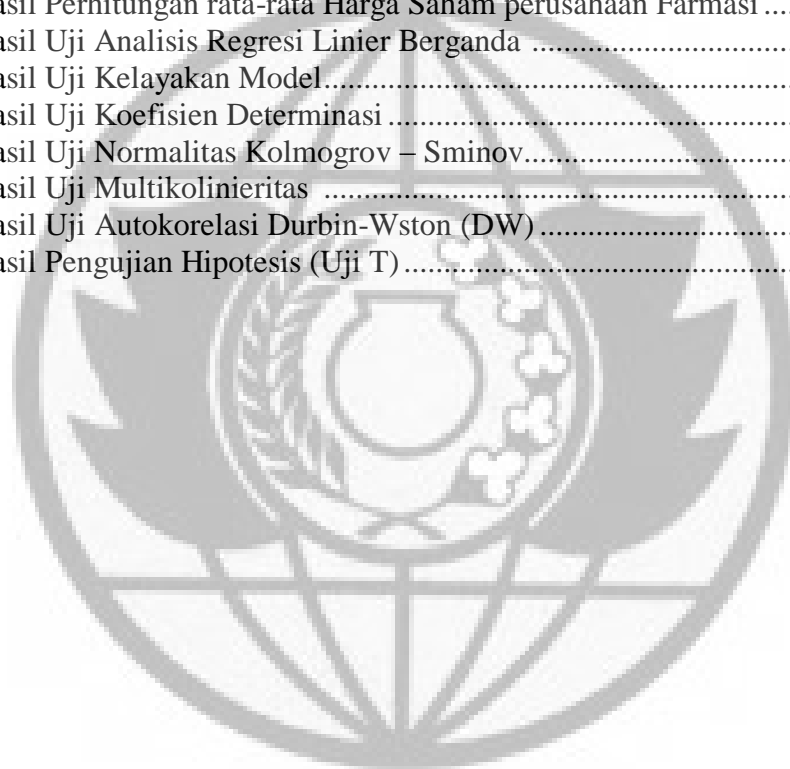 asil Perhitungan rata-rata Harga Saham perusahaan Farmasi ....
asil Uji Analisis Regresi Linier Berganda ........................................
asil Uji Kelayakan Model.................................................................
asil Uji Koefisien Determinasi .........................................................
asil Uji Normalitas Kolmogrov – Sminov.....................................
asil Uji Multikolinieritas .................................................................
asil Uji Autokorelasi Durbin-Wston (DW) ...................................
asil Pengujian Hipotesis (Uji T) ......................................................